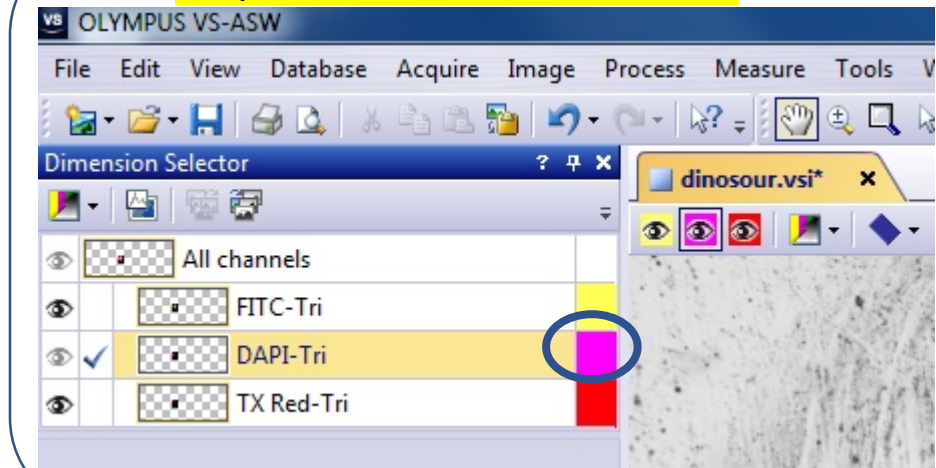 VS OLYMPUS VS-ASW
File Edit View Database Acquire Image Process Measure Tools
Dimension Selector
dinosour.vsi*
All channels
FITC-Tri
DAPI-Tri
TX Red-Tri